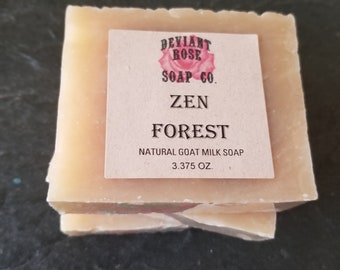 DEVIANT
ROSE
SOAP CO.
ZEN
FOREST
NATURAL GOAT MILK SOAP
3.375 OZ.